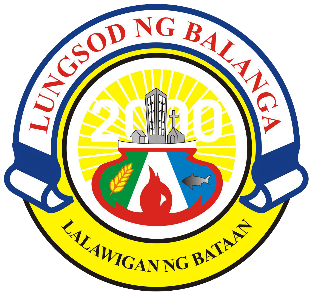 LUNGSOD NG BALANGA
2000
LALAWIGAN NG BATAAN